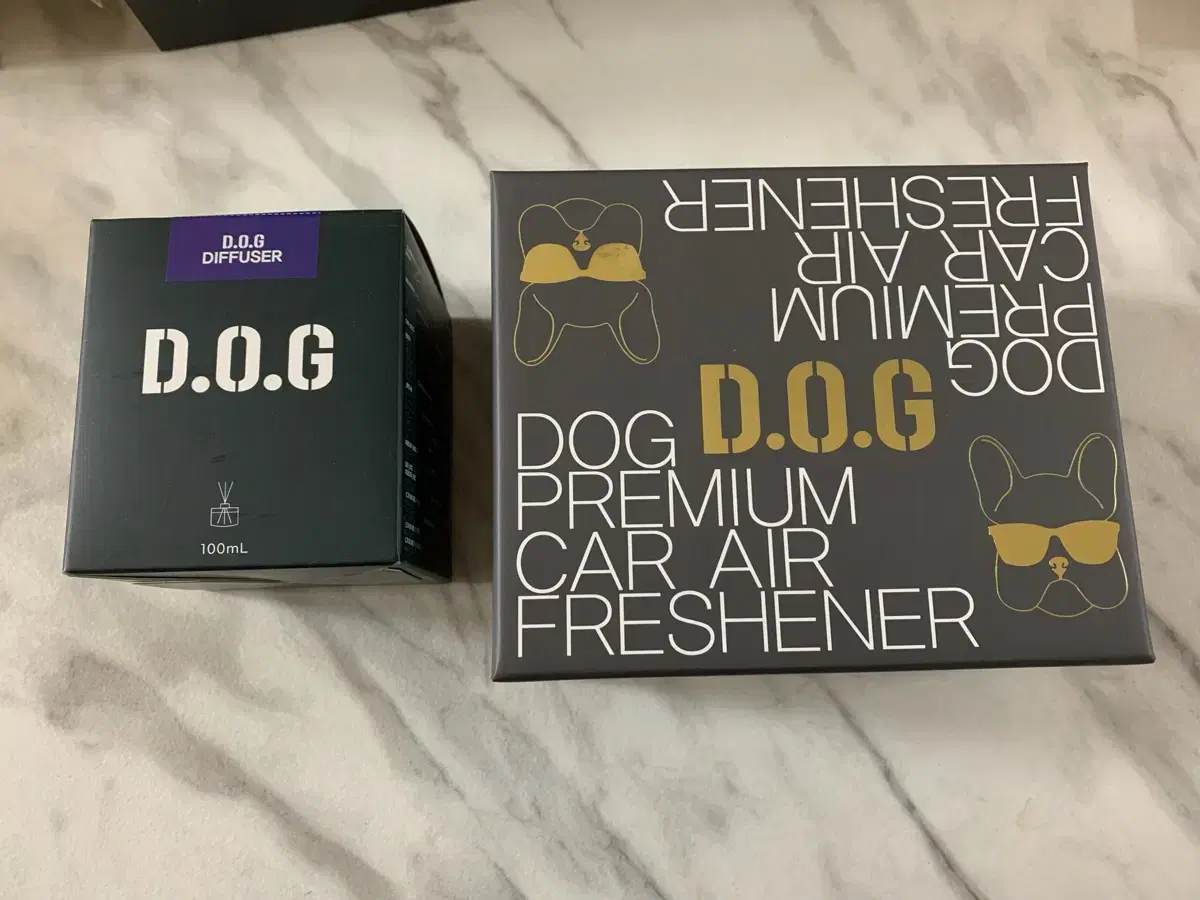 D.O.G
DIFFUSER
D.O.G
100mL
DOG
PREMIUM
CAR AIR
FRESHENER
D.O.G
DOG
PREMIUM
CAR AIR
FRESHENER